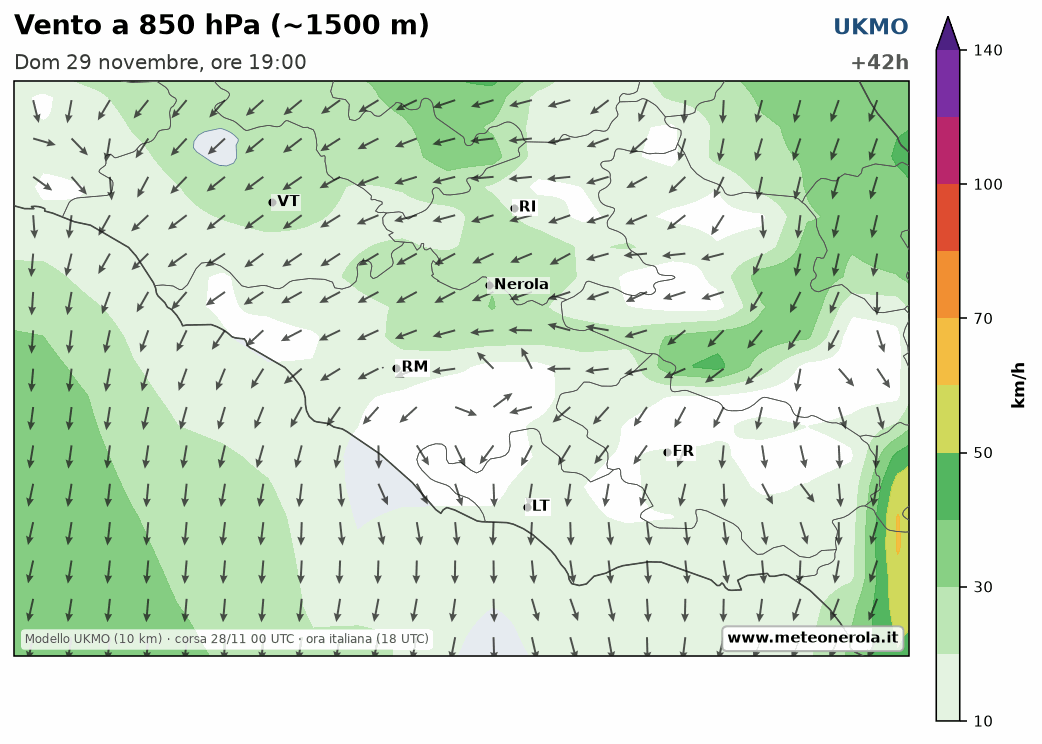 Vento a 850 hPa (~1500 m)
UKMO
Dom 29 novembre, ore 19:00
+42h
140
100
70
50
30
10
km/h
VT
RI
Nerola
RM
FR
LT
Modello UKMO (10 km) · corsa 28/11 00 UTC · ora italiana (18 UTC)
www.meteonerola.it